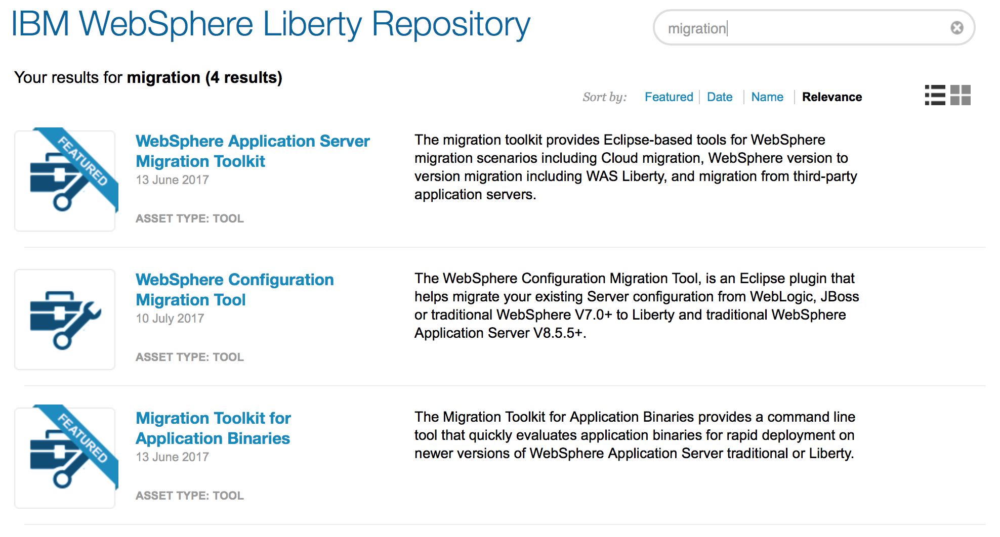 IBM WebSphere Liberty Repository
migration
Your results for migration (4 results)
Sort by: Featured Date Name Relevance
FEATURED
WebSphere Application Server
Migration Toolkit
13 June 2017
ASSET TYPE: TOOL
The migration toolkit provides Eclipse-based tools for WebSphere
migration scenarios including Cloud migration, WebSphere version to
version migration including WAS Liberty, and migration from third-party
application servers.
WebSphere Configuration
Migration Tool
10 July 2017
ASSET TYPE: TOOL
The WebSphere Configuration Migration Tool, is an Eclipse plugin that
helps migrate your existing Server configuration from WebLogic, JBoss
or traditional WebSphere V7.0+ to Liberty and traditional WebSphere
Application Server V8.5.5+.
FEATURED
Migration Toolkit for
Application Binaries
13 June 2017
ASSET TYPE: TOOL
The Migration Toolkit for Application Binaries provides a command line
tool that quickly evaluates application binaries for rapid deployment on
newer versions of WebSphere Application Server traditional or Liberty.